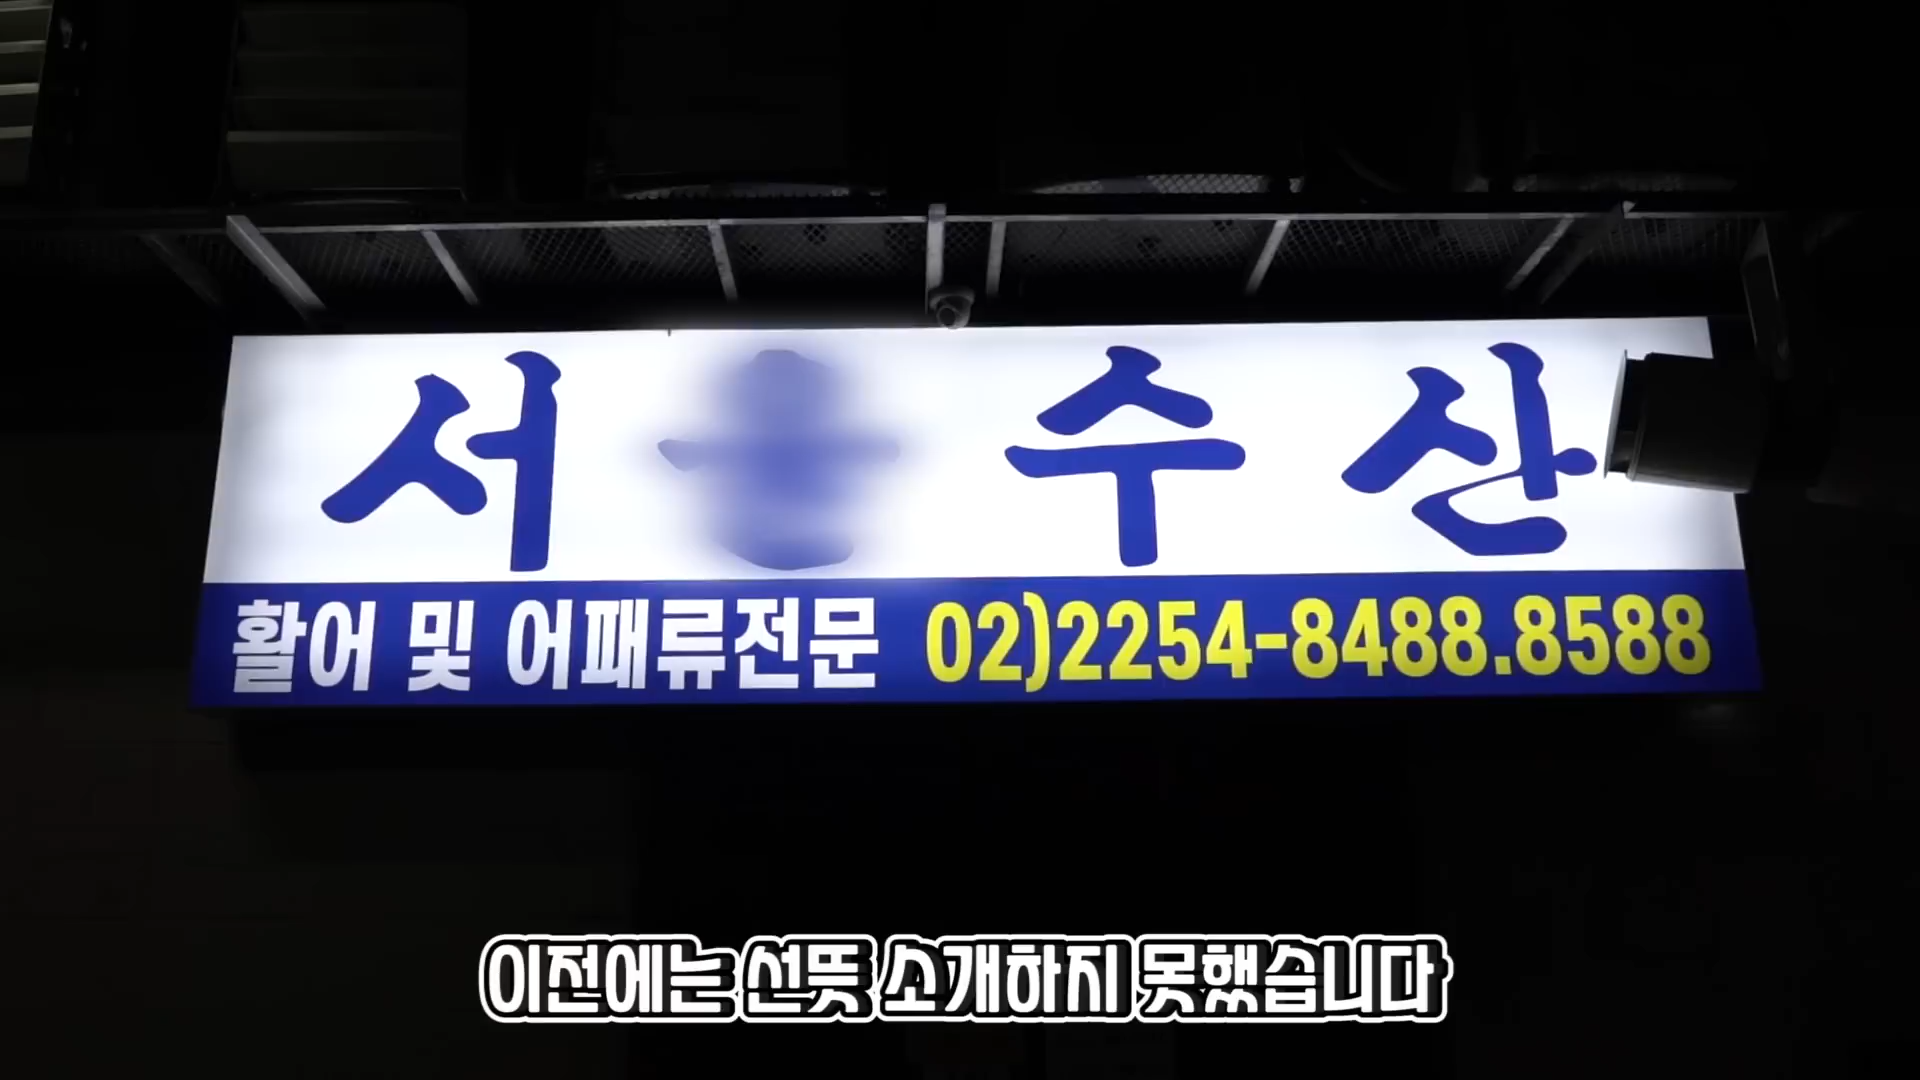 서 수산
활어 및 어패류전문 02)2254-8488.8588
이전에는 선뜻 소개하지 못했습니다